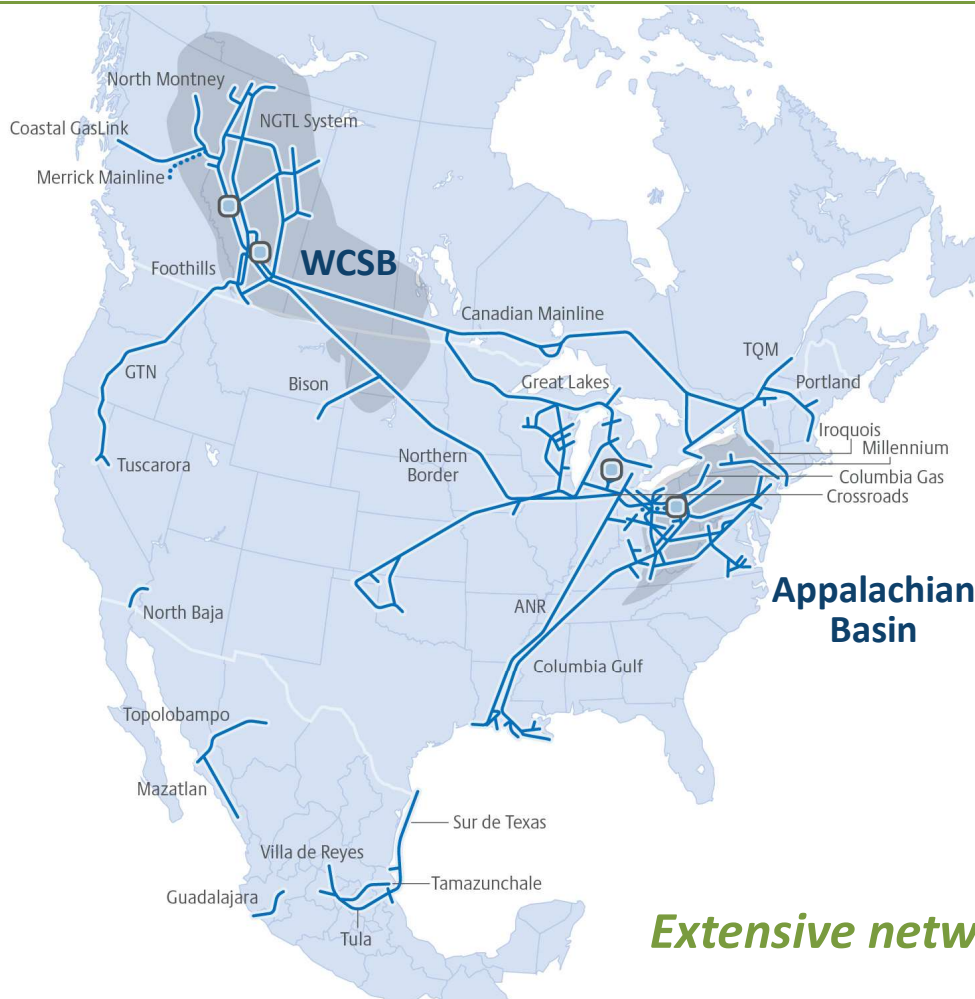 North Montney
NGTL System
Coastal GasLink
Merrick Mainline
WCSB
Foothills
Canadian Mainline
TQM
GTN
Bison
Great Lakes
Portland
Iroquois
Millennium
Northern
Border
Tuscarora
Columbia Gas
Crossroads
Appalachian
Basin
North Baja
ANR
Columbia Gulf
Topolobampo
Mazatlan
Sur de Texas
Villa de Reyes
Tamazunchale
Guadalajara
Tula
Extensive netw